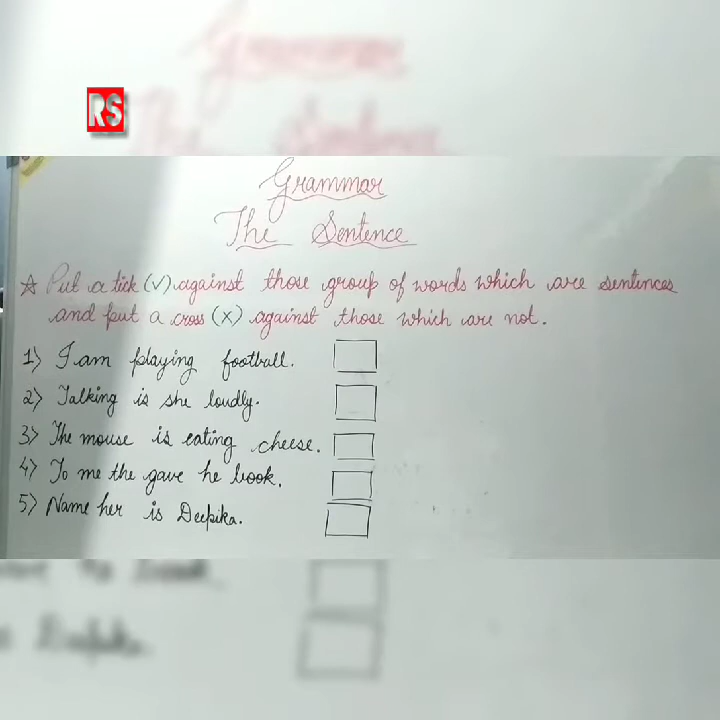 RS
Grammar
The Sentence
☆ Put a tick (✓) against those group of words which are sentences
and put a cross (X) against those which are not.
1) I am playing football.
2) Talking is she loudly.
3) The mouse is eating cheese.
4) To me the gave he book.
5) Name her is Deepika.